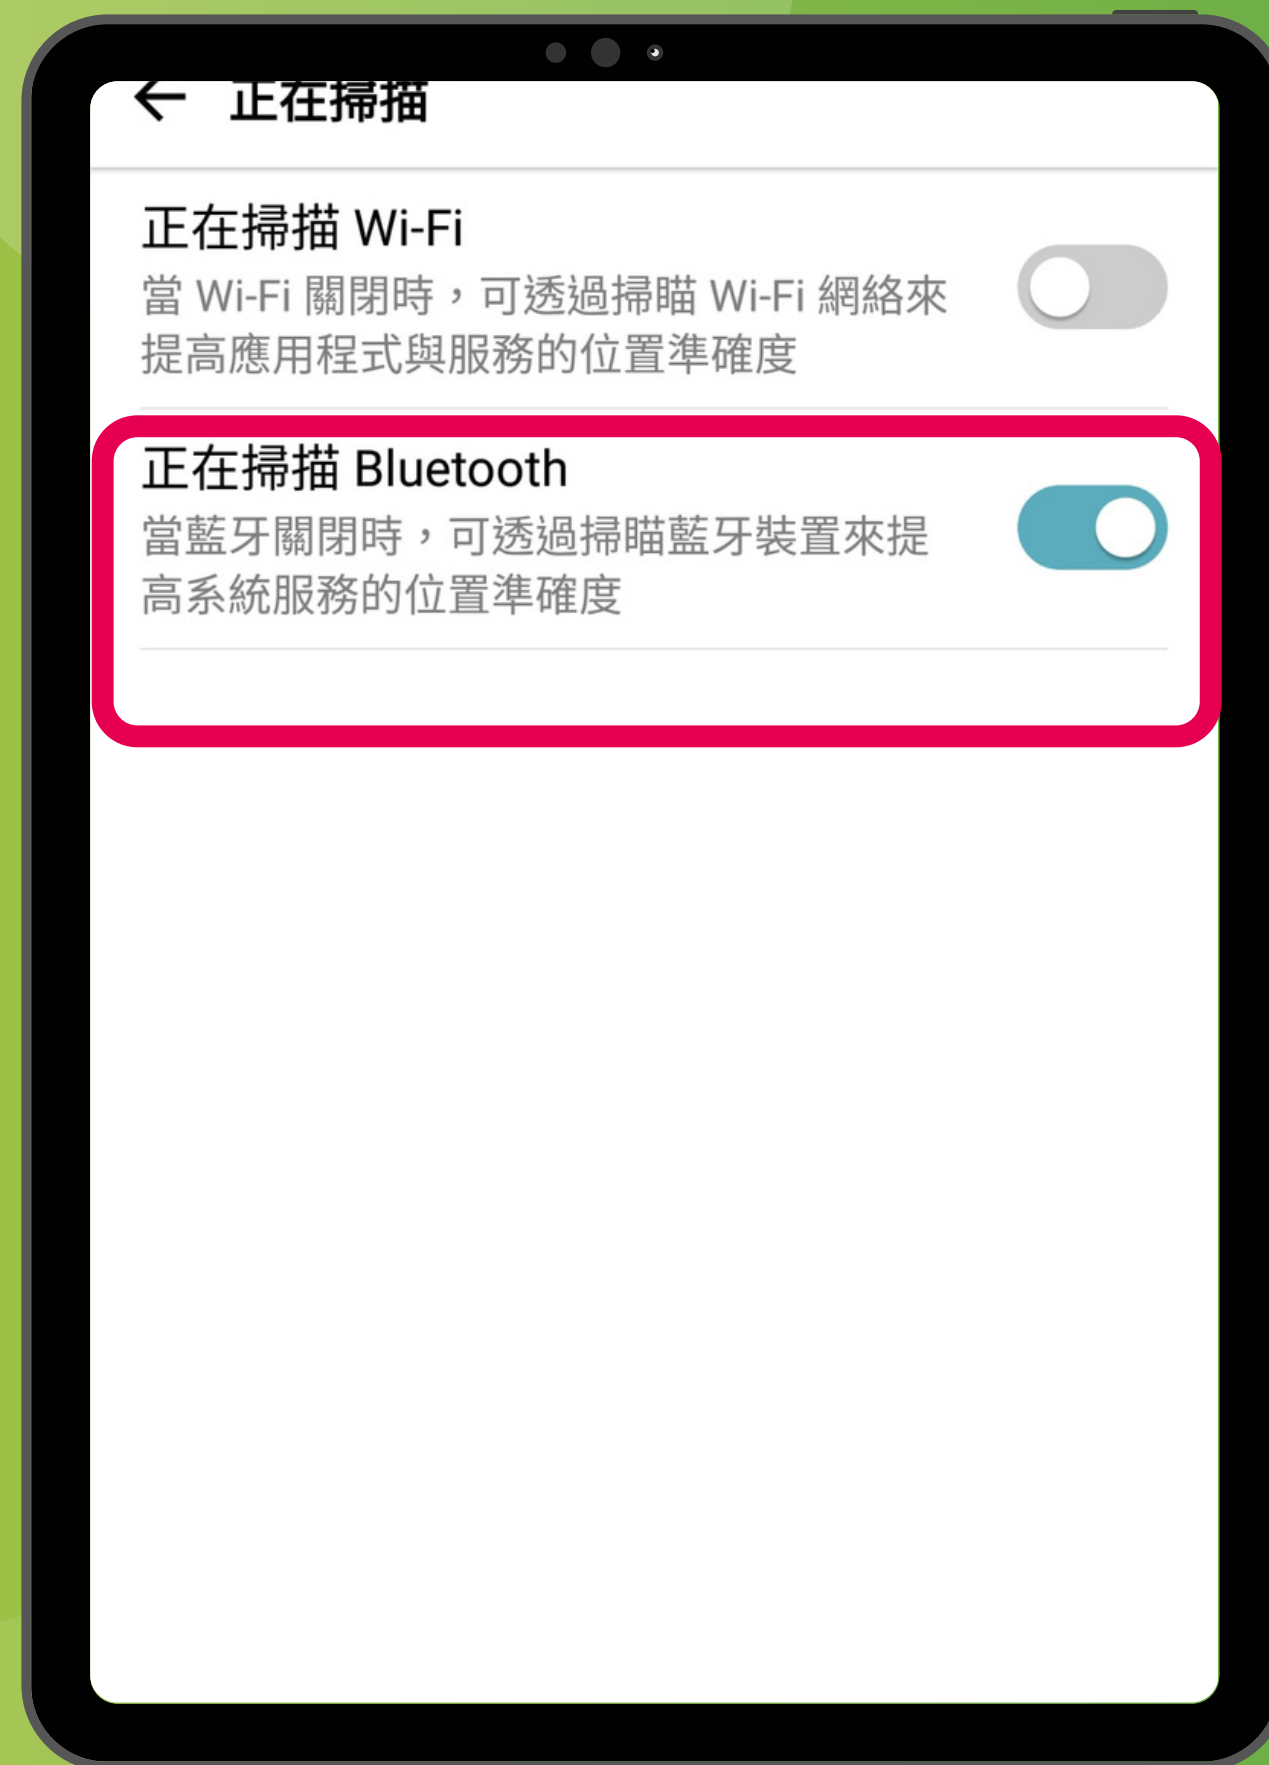 正在掃描
正在掃描 Wi-Fi
當 Wi-Fi 關閉時，可透過掃瞄 Wi-Fi 網絡來
提高應用程式與服務的位置準確度
正在掃描 Bluetooth
當藍牙關閉時，可透過掃瞄藍牙裝置來提
高系統服務的位置準確度